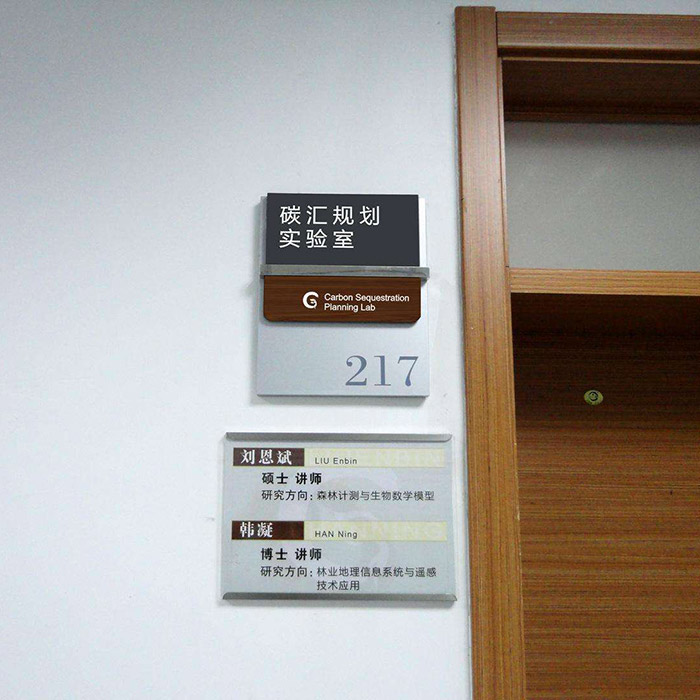 碳汇规划
实验室
Carbon Sequestration
Planning Lab
217
刘恩斌 LIU Enbin
硕士 讲师
研究方向：森林计测与生物数学模型
韩凝 HAN Ning
博士 讲师
研究方向：林业地理信息系统与遥感
技术应用